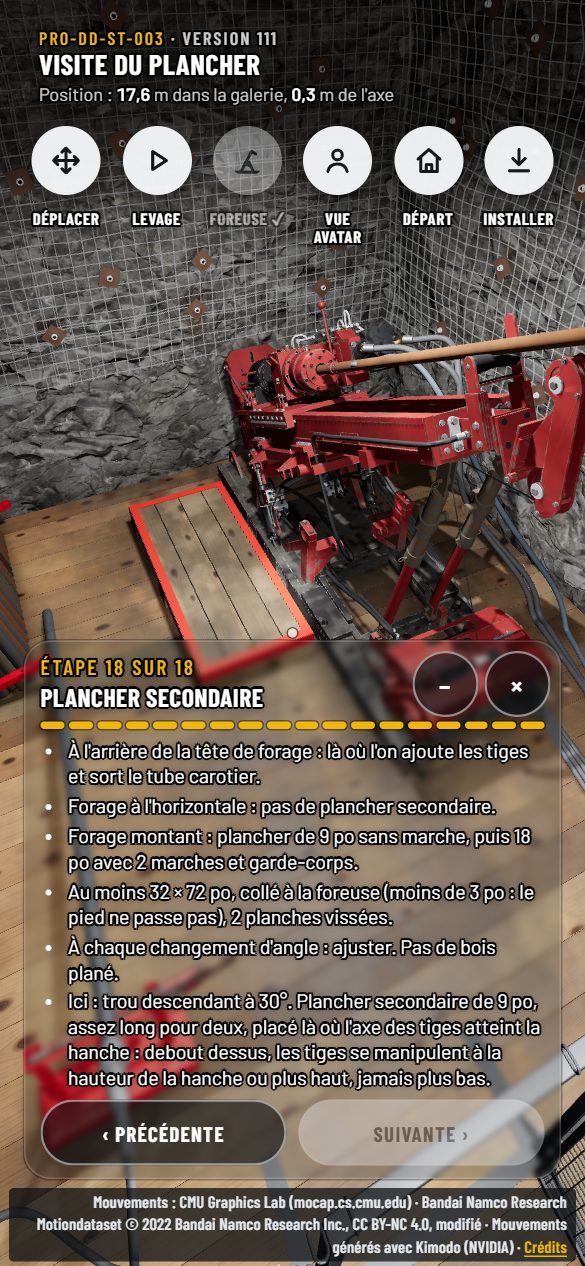 PRO-DD-ST-003 · VERSION 111
VISITE DU PLANCHER
Position : 17,6 m dans la galerie, 0,3 m de l'axe
DÉPLACER
LEVAGE
FOREUSE ✓
VUE
AVATAR
DÉPART
INSTALLER
ÉTAPE 18 SUR 18
PLANCHER SECONDAIRE
• À l'arrière de la tête de forage : là où l'on ajoute les tiges
et sort le tube carotier.
• Forage à l'horizontale : pas de plancher secondaire.
• Forage montant : plancher de 9 po sans marche, puis 18
po avec 2 marches et garde-corps.
• Au moins 32 × 72 po, collé à la foreuse (moins de 3 po : le
pied ne passe pas), 2 planches vissées.
• À chaque changement d'angle : ajuster. Pas de bois
plané.
• Ici : trou descendant à 30°. Plancher secondaire de 9 po,
assez long pour deux, placé là où l'axe des tiges atteint la
hanche : debout dessus, les tiges se manipulent à la
hauteur de la hanche ou plus haut, jamais plus bas.
‹ PRÉCÉDENTE
SUIVANTE ›
Mouvements : CMU Graphics Lab (mocap.cs.cmu.edu) · Bandai Namco Research
Motiondataset © 2022 Bandai Namco Research Inc., CC BY-NC 4.0, modifié · Mouvements
générés avec Kimodo (NVIDIA) · Crédits